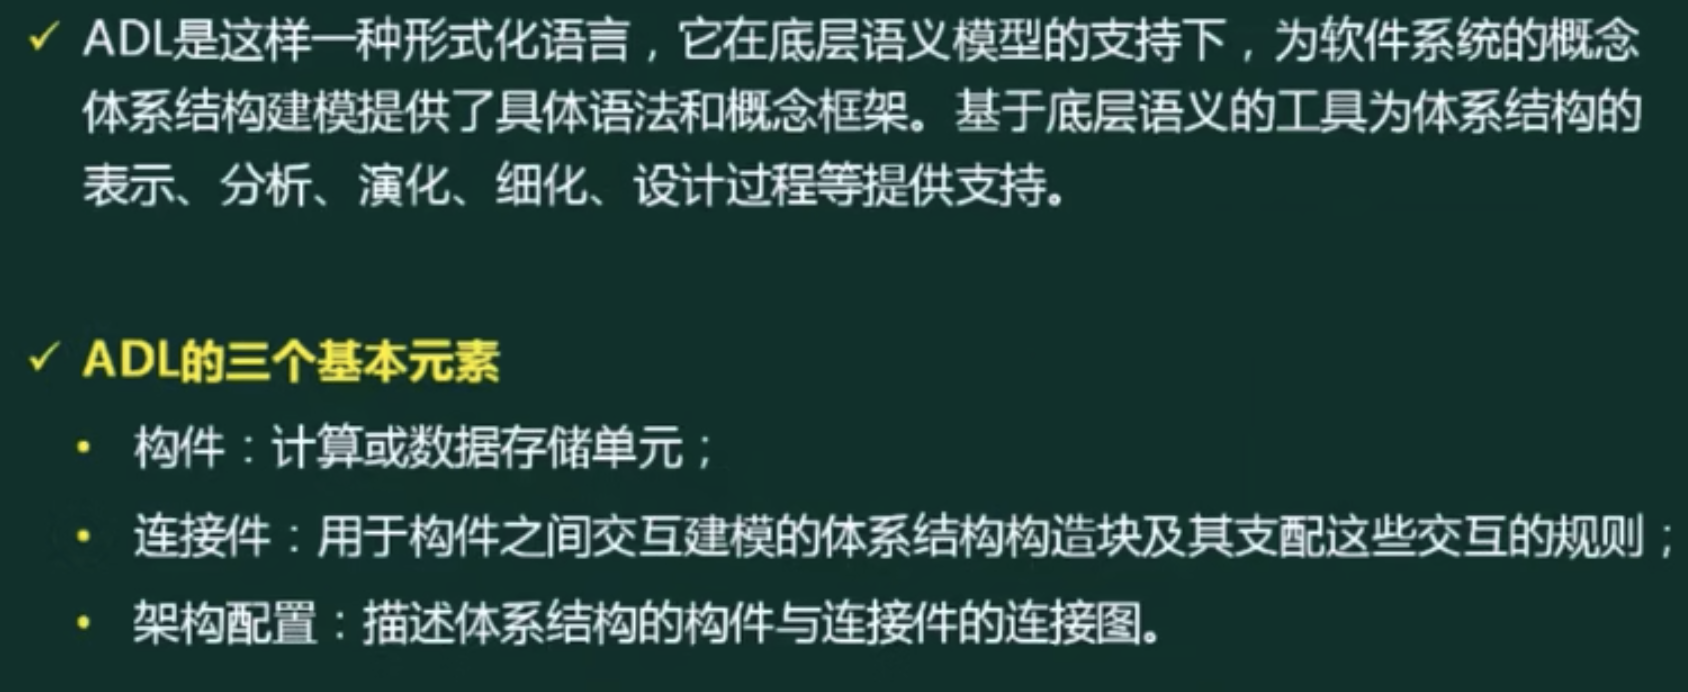 ✓ ADL是这样一种形式化语言，它在底层语义模型的支持下，为软件系统的概念
体系结构建模提供了具体语法和概念框架。基于底层语义的工具为体系结构的
表示、分析、演化、细化、设计过程等提供支持。
✓ ADL的三个基本元素
• 构件：计算或数据存储单元；
• 连接件：用于构件之间交互建模的体系结构构造块及其支配这些交互的规则；
• 架构配置：描述体系结构的构件与连接件的连接图。